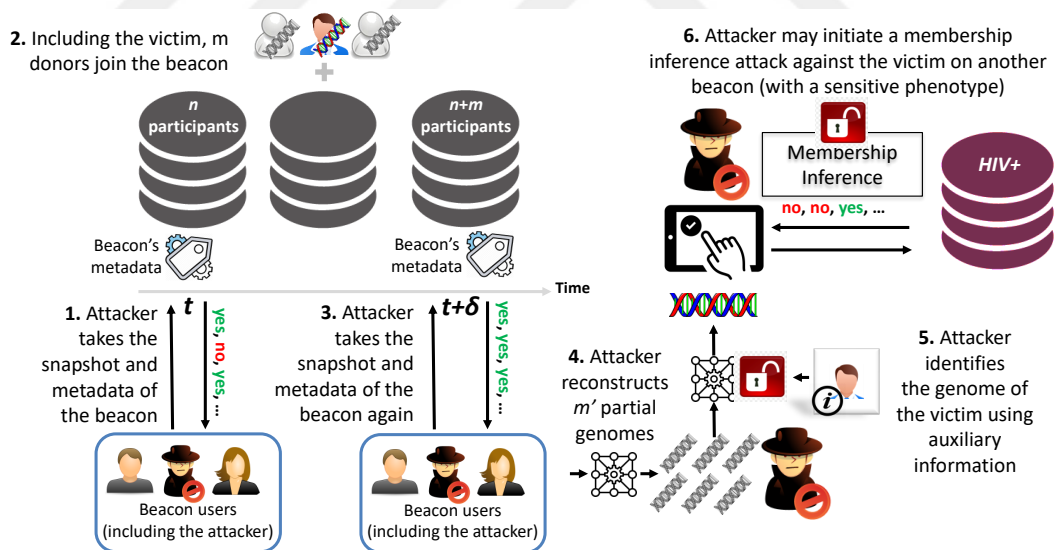 2. Including the victim, m
donors join the beacon
n
participants
n+m
participants
Beacon's
metadata
Beacon's
metadata
Time
1. Attacker
takes the
snapshot and
metadata of
the beacon
t
yes, no, yes, ...
3. Attacker
takes the
snapshot and
metadata of the
beacon again
t+δ
yes, yes, yes, ...
Beacon users
(including the attacker)
Beacon users
(including the attacker)
4. Attacker
reconstructs
m' partial
genomes
i
5. Attacker
identifies
the genome of
the victim using
auxiliary
information
6. Attacker may initiate a membership
inference attack against the victim on another
beacon (with a sensitive phenotype)
Membership
Inference
no, no, yes, ...
HIV+